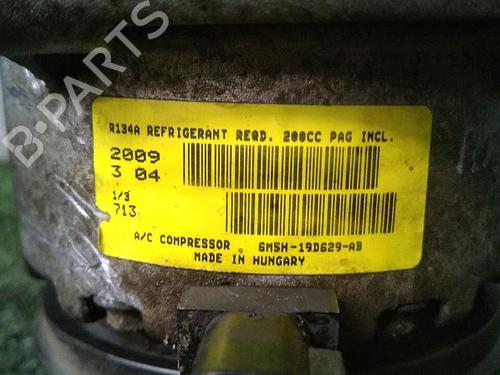 R134A REFRIGERANT REQD. 200CC PAG INCL.
2009
3 04
1/3
713
A/C COMPRESSOR . 6M5H-19D629-AB
MADE IN HUNGARY
B-PARTS